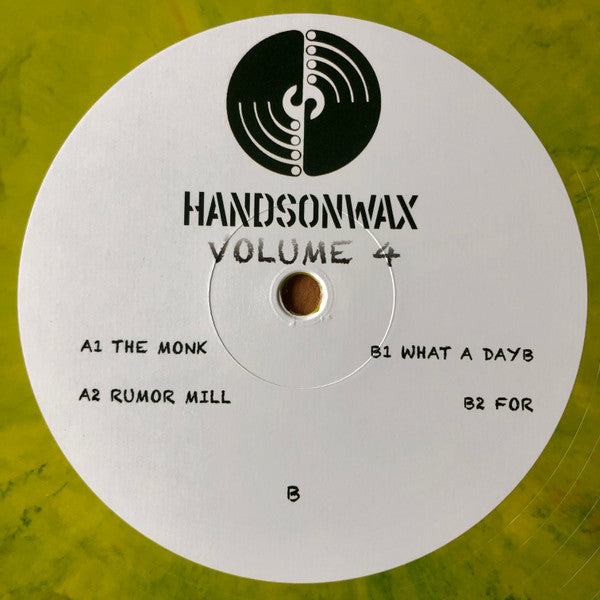 HANDSONWAX
VOLUME 4
A1 THE MONK
B1 WHAT A DAYB
A2 RUMOR MILL
B2 FOR
B